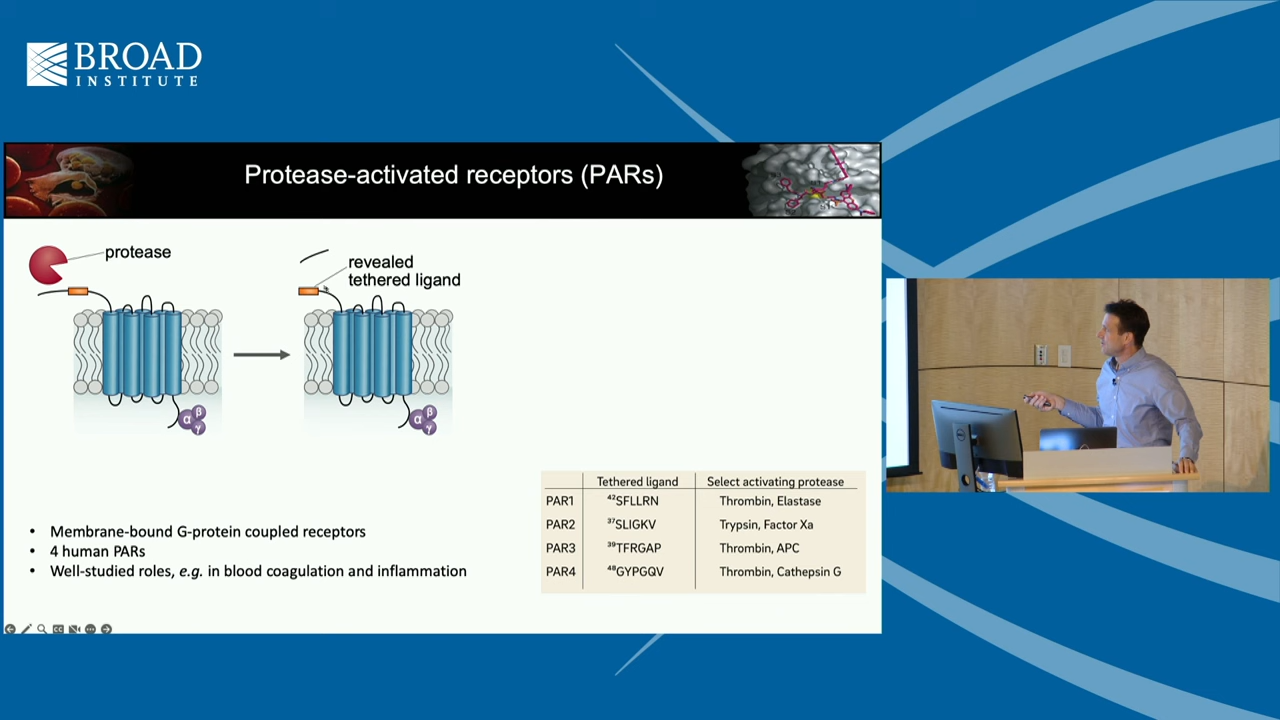 BROAD
INSTITUTE
Protease-activated receptors (PARs)
protease
revealed
tethered ligand
α β
γ
α β
γ
Tethered ligand Select activating protease
PAR1 ⁴²SFLLRN Thrombin, Elastase
PAR2 ³⁷SLIGKV Trypsin, Factor Xa
PAR3 ³⁹TFRGAP Thrombin, APC
PAR4 ⁴⁸GYPGQV Thrombin, Cathepsin G
• Membrane-bound G-protein coupled receptors
• 4 human PARs
• Well-studied roles, e.g. in blood coagulation and inflammation